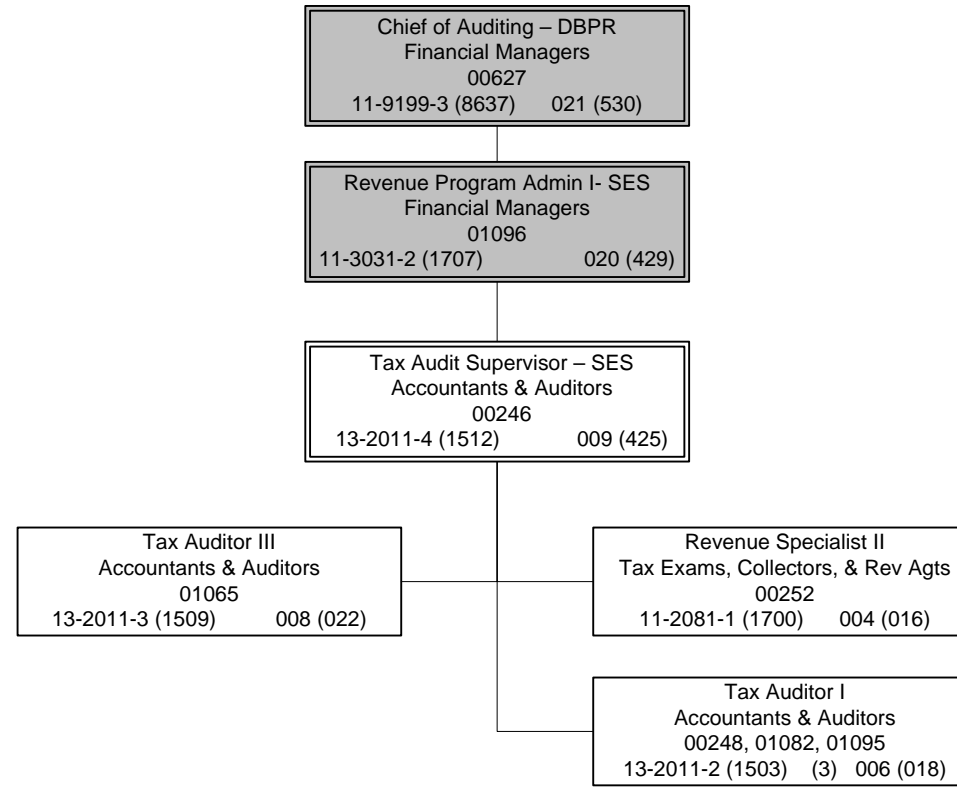 Chief of Auditing – DBPR
Financial Managers
00627
11-9199-3 (8637) 021 (530)
Revenue Program Admin I- SES
Financial Managers
01096
11-3031-2 (1707) 020 (429)
Tax Audit Supervisor – SES
Accountants & Auditors
00246
13-2011-4 (1512) 009 (425)
Tax Auditor III
Accountants & Auditors
01065
13-2011-3 (1509) 008 (022)
Revenue Specialist II
Tax Exams, Collectors, & Rev Agts
00252
11-2081-1 (1700) 004 (016)
Tax Auditor I
Accountants & Auditors
00248, 01082, 01095
13-2011-2 (1503) (3) 006 (018)